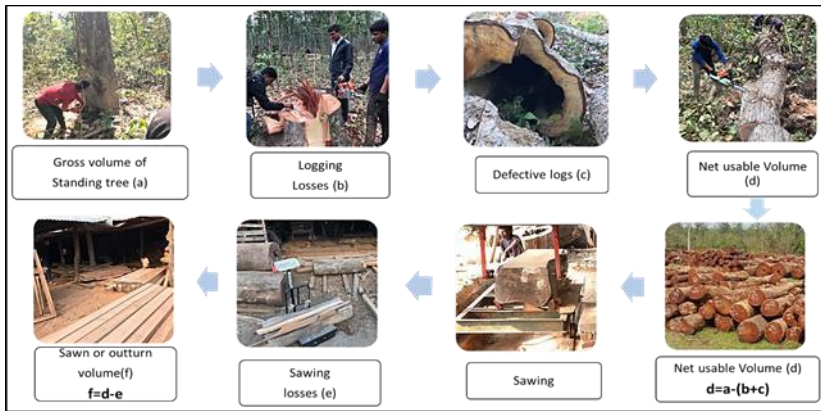 Gross volume of
Standing tree (a)
Logging
Losses (b)
Defective logs (c)
Net usable Volume
(d)
Sawn or outturn
volume(f)
f=d-e
Sawing
losses (e)
Sawing
Net usable Volume (d)
d=a-(b+c)